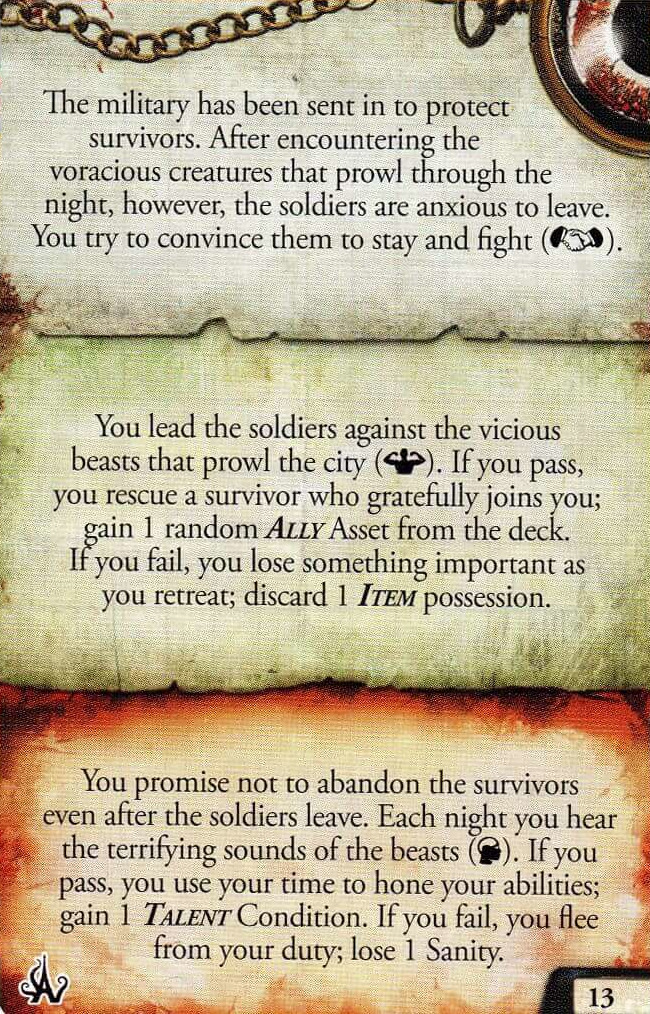 The military has been sent in to protect
survivors. After encountering the
voracious creatures that prowl through the
night, however, the soldiers are anxious to leave.
You try to convince them to stay and fight ( ).
You lead the soldiers against the vicious
beasts that prowl the city ( ). If you pass,
you rescue a survivor who gratefully joins you;
gain 1 random ALLY Asset from the deck.
If you fail, you lose something important as
you retreat; discard 1 ITEM possession.
You promise not to abandon the survivors
even after the soldiers leave. Each night you hear
the terrifying sounds of the beasts ( ). If you
pass, you use your time to hone your abilities;
gain 1 TALENT Condition. If you fail, you flee
from your duty; lose 1 Sanity.
13